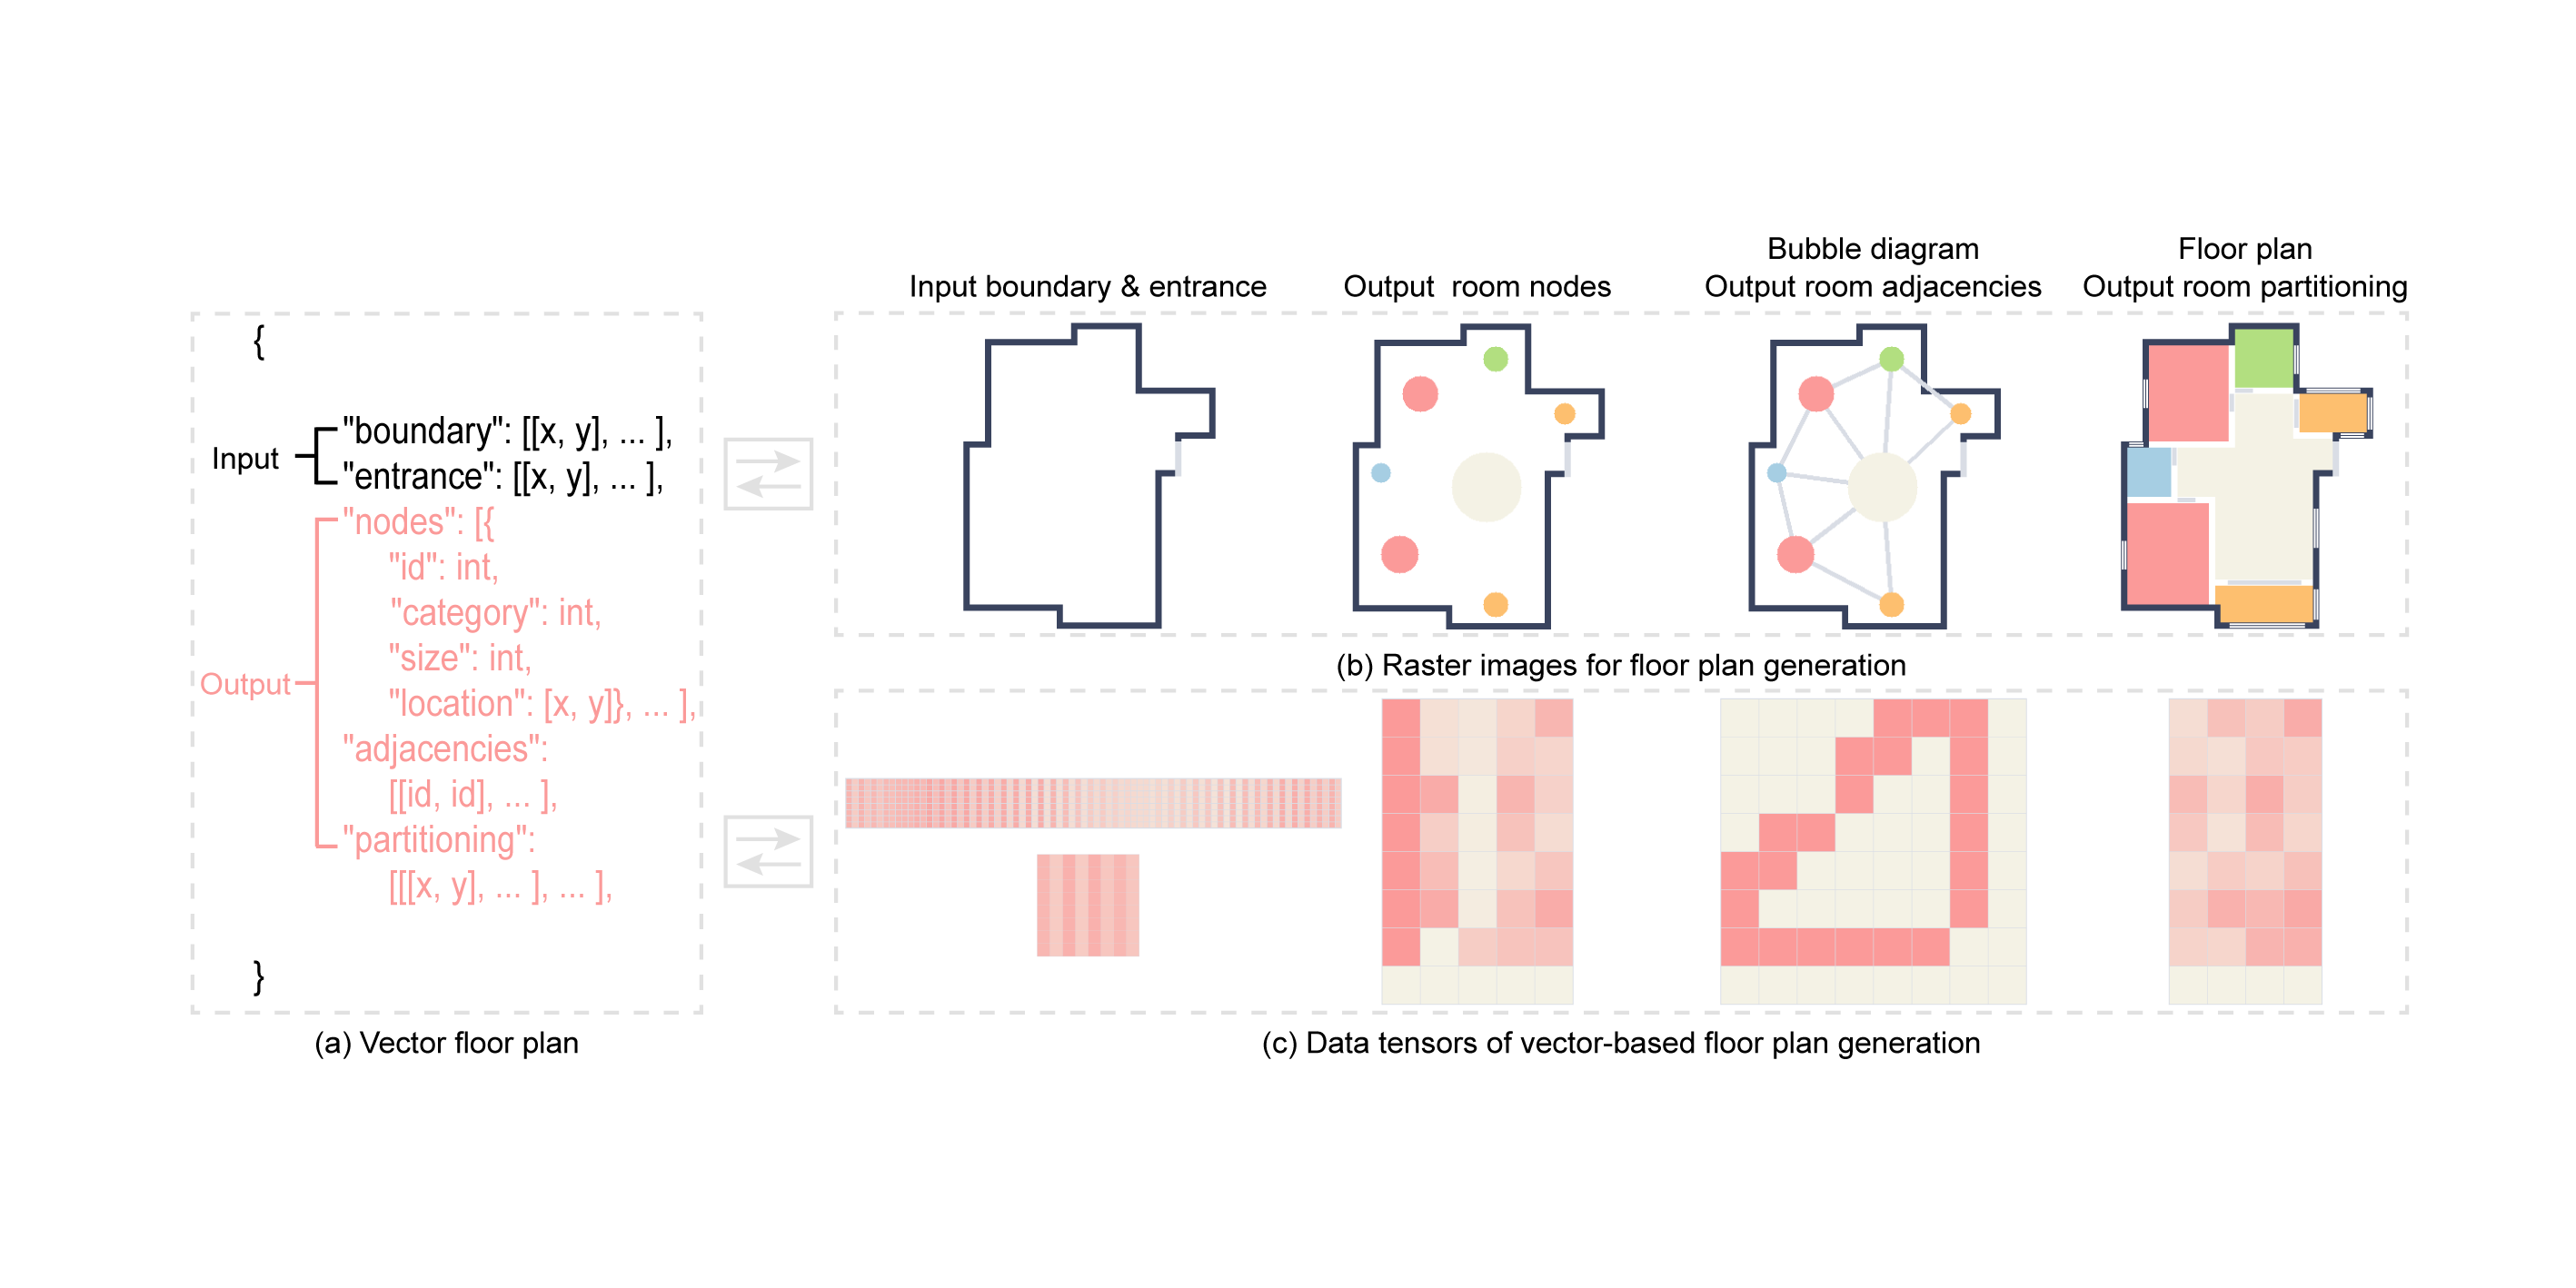 {
Input
"boundary": [[x, y], ... ],
"entrance": [[x, y], ... ],
Output
"nodes": [{
"id": int,
"category": int,
"size": int,
"location": [x, y]}, ... ],
"adjacencies":
[[id, id], ... ],
"partitioning":
[[[x, y], ... ], ... ],
}
(a) Vector floor plan
Input boundary & entrance
Output room nodes
Bubble diagram
Output room adjacencies
Floor plan
Output room partitioning
(b) Raster images for floor plan generation
(c) Data tensors of vector-based floor plan generation